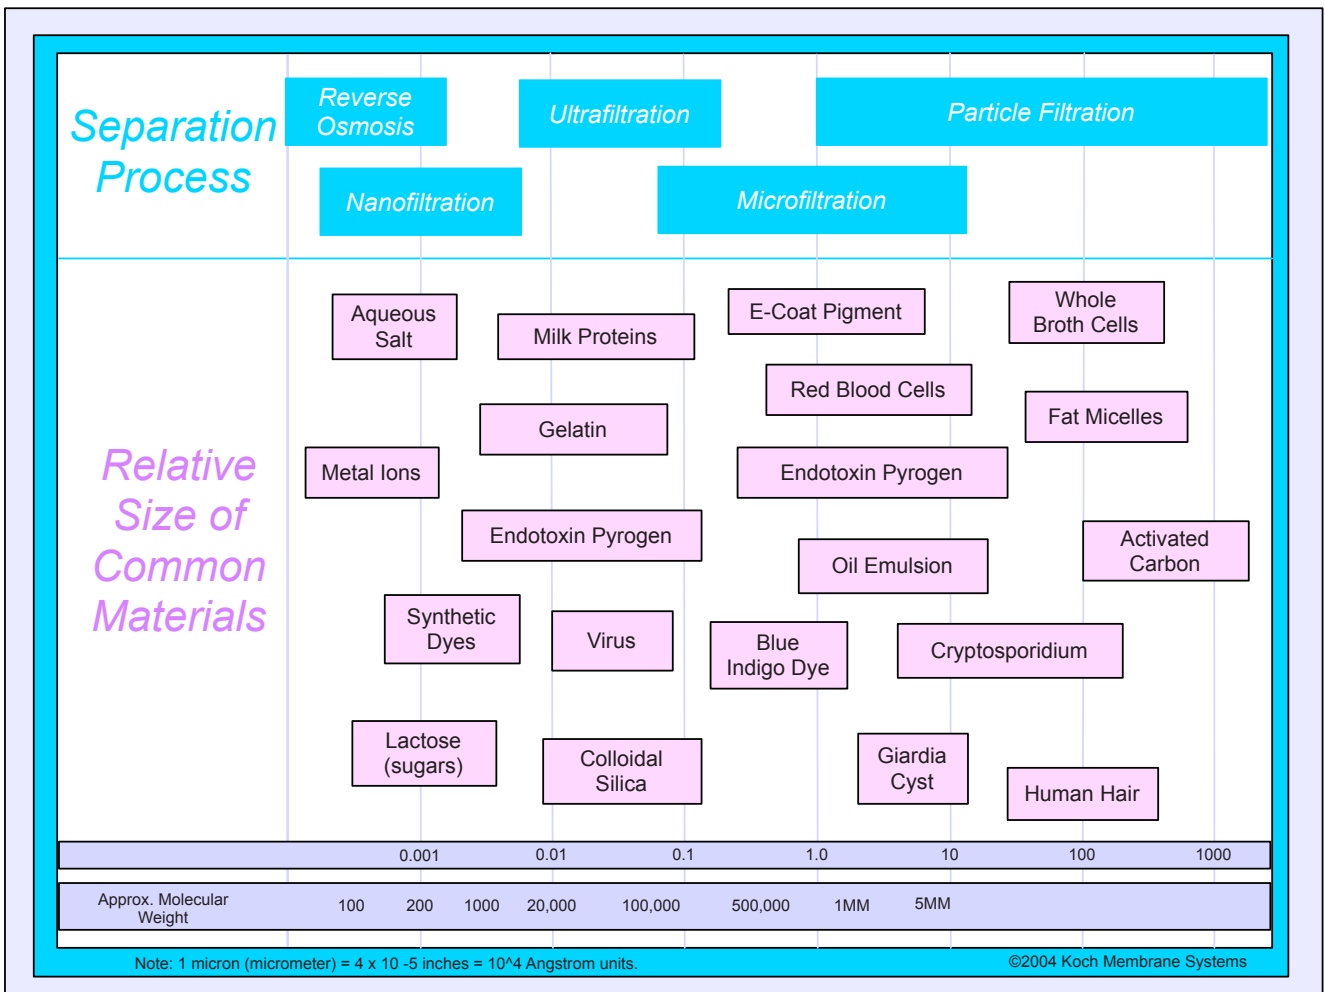 Separation
Process
Reverse
Osmosis
Ultrafiltration
Particle Filtration
Nanofiltration
Microfiltration
Relative
Size of
Common
Materials
Aqueous
Salt
Milk Proteins
E-Coat Pigment
Whole
Broth Cells
Red Blood Cells
Gelatin
Fat Micelles
Metal Ions
Endotoxin Pyrogen
Endotoxin Pyrogen
Oil Emulsion
Activated
Carbon
Synthetic
Dyes
Virus
Blue
Indigo Dye
Cryptosporidium
Lactose
(sugars)
Colloidal
Silica
Giardia
Cyst
Human Hair
0.001 0.01 0.1 1.0 10 100 1000
Approx. Molecular
Weight
100 200 1000 20,000 100,000 500,000 1MM 5MM
Note: 1 micron (micrometer) = 4 x 10 -5 inches = 10^4 Angstrom units.
©2004 Koch Membrane Systems